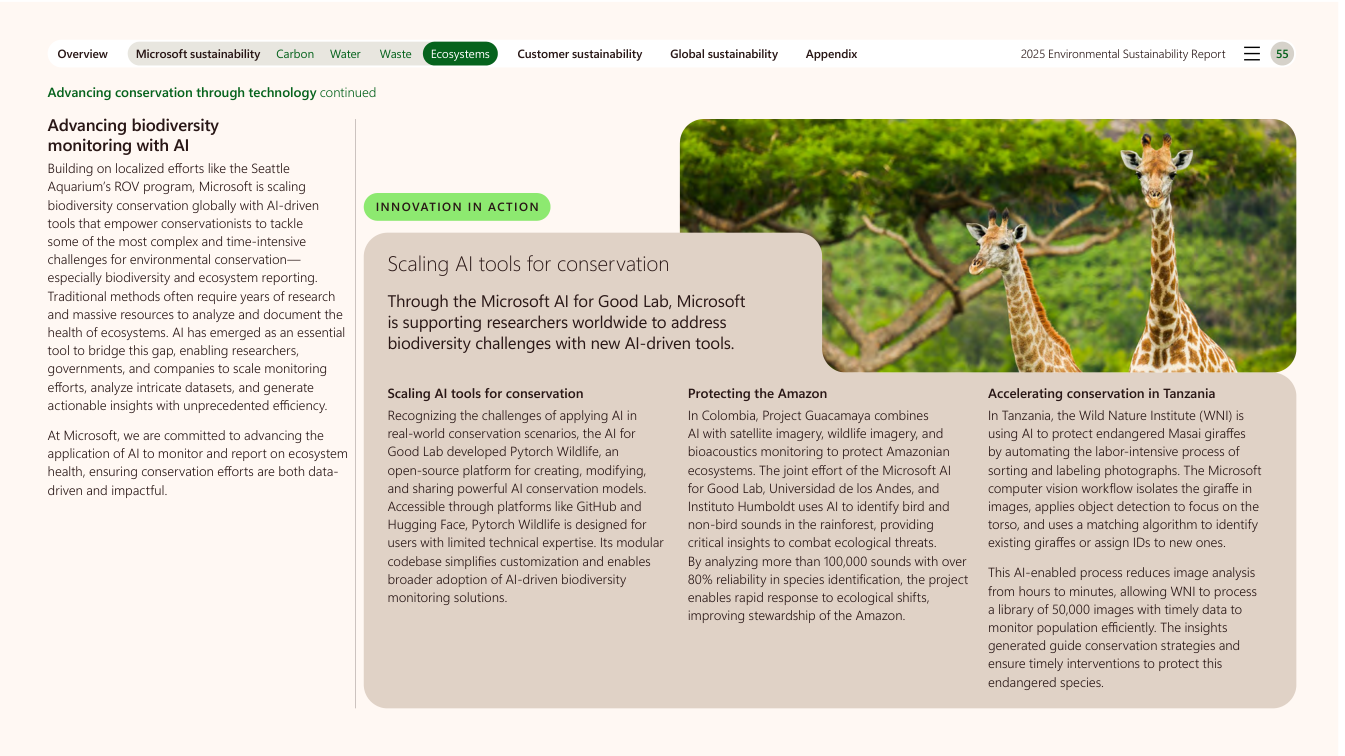 Overview
Microsoft sustainability
Carbon
Water
Waste
Ecosystems
Customer sustainability
Global sustainability
Appendix
2025 Environmental Sustainability Report
55
Advancing conservation through technology continued
Advancing biodiversity
monitoring with AI
Building on localized efforts like the Seattle
Aquarium’s ROV program, Microsoft is scaling
biodiversity conservation globally with AI-driven
tools that empower conservationists to tackle
some of the most complex and time-intensive
challenges for environmental conservation—
especially biodiversity and ecosystem reporting.
Traditional methods often require years of research
and massive resources to analyze and document the
health of ecosystems. AI has emerged as an essential
tool to bridge this gap, enabling researchers,
governments, and companies to scale monitoring
efforts, analyze intricate datasets, and generate
actionable insights with unprecedented efficiency.
At Microsoft, we are committed to advancing the
application of AI to monitor and report on ecosystem
health, ensuring conservation efforts are both data-
driven and impactful.
INNOVATION IN ACTION
Scaling AI tools for conservation
Through the Microsoft AI for Good Lab, Microsoft
is supporting researchers worldwide to address
biodiversity challenges with new AI-driven tools.
Scaling AI tools for conservation
Recognizing the challenges of applying AI in
real-world conservation scenarios, the AI for
Good Lab developed Pytorch Wildlife, an
open-source platform for creating, modifying,
and sharing powerful AI conservation models.
Accessible through platforms like GitHub and
Hugging Face, Pytorch Wildlife is designed for
users with limited technical expertise. Its modular
codebase simplifies customization and enables
broader adoption of AI-driven biodiversity
monitoring solutions.
Protecting the Amazon
In Colombia, Project Guacamaya combines
AI with satellite imagery, wildlife imagery, and
bioacoustics monitoring to protect Amazonian
ecosystems. The joint effort of the Microsoft AI
for Good Lab, Universidad de los Andes, and
Instituto Humboldt uses AI to identify bird and
non-bird sounds in the rainforest, providing
critical insights to combat ecological threats.
By analyzing more than 100,000 sounds with over
80% reliability in species identification, the project
enables rapid response to ecological shifts,
improving stewardship of the Amazon.
Accelerating conservation in Tanzania
In Tanzania, the Wild Nature Institute (WNI) is
using AI to protect endangered Masai giraffes
by automating the labor-intensive process of
sorting and labeling photographs. The Microsoft
computer vision workflow isolates the giraffe in
images, applies object detection to focus on the
torso, and uses a matching algorithm to identify
existing giraffes or assign IDs to new ones.
This AI-enabled process reduces image analysis
from hours to minutes, allowing WNI to process
a library of 50,000 images with timely data to
monitor population efficiently. The insights
generated guide conservation strategies and
ensure timely interventions to protect this
endangered species.